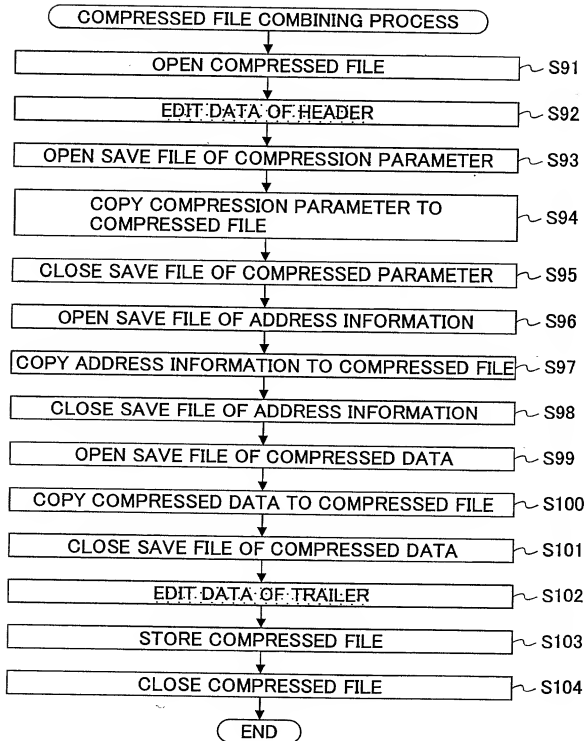 COMPRESSED FILE COMBINING PROCESS
OPEN COMPRESSED FILE S91
EDIT DATA OF HEADER S92
OPEN SAVE FILE OF COMPRESSION PARAMETER S93
COPY COMPRESSION PARAMETER TO
COMPRESSED FILE S94
CLOSE SAVE FILE OF COMPRESSED PARAMETER S95
OPEN SAVE FILE OF ADDRESS INFORMATION S96
COPY ADDRESS INFORMATION TO COMPRESSED FILE S97
CLOSE SAVE FILE OF ADDRESS INFORMATION S98
OPEN SAVE FILE OF COMPRESSED DATA S99
COPY COMPRESSED DATA TO COMPRESSED FILE S100
CLOSE SAVE FILE OF COMPRESSED DATA S101
EDIT DATA OF TRAILER S102
STORE COMPRESSED FILE S103
CLOSE COMPRESSED FILE S104
END